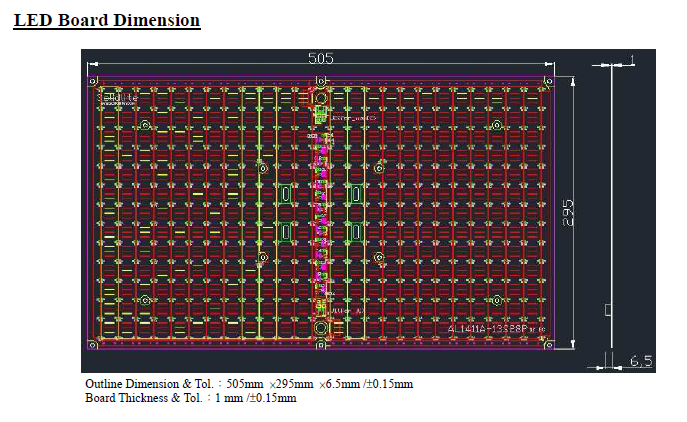 LED Board Dimension
505
1
295
AL1411A-13S28P
6.5
Outline Dimension & Tol.：505mm ×295mm ×6.5mm /±0.15mm
Board Thickness & Tol.：1 mm /±0.15mm